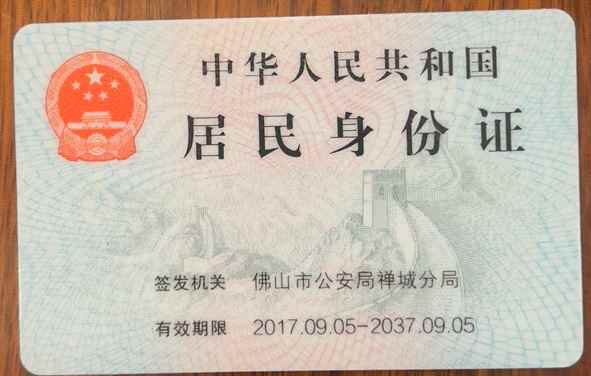 中华人民共和国
居民身份证
签发机关 佛山市公安局禅城分局
有效期限 2017.09.05-2037.09.05